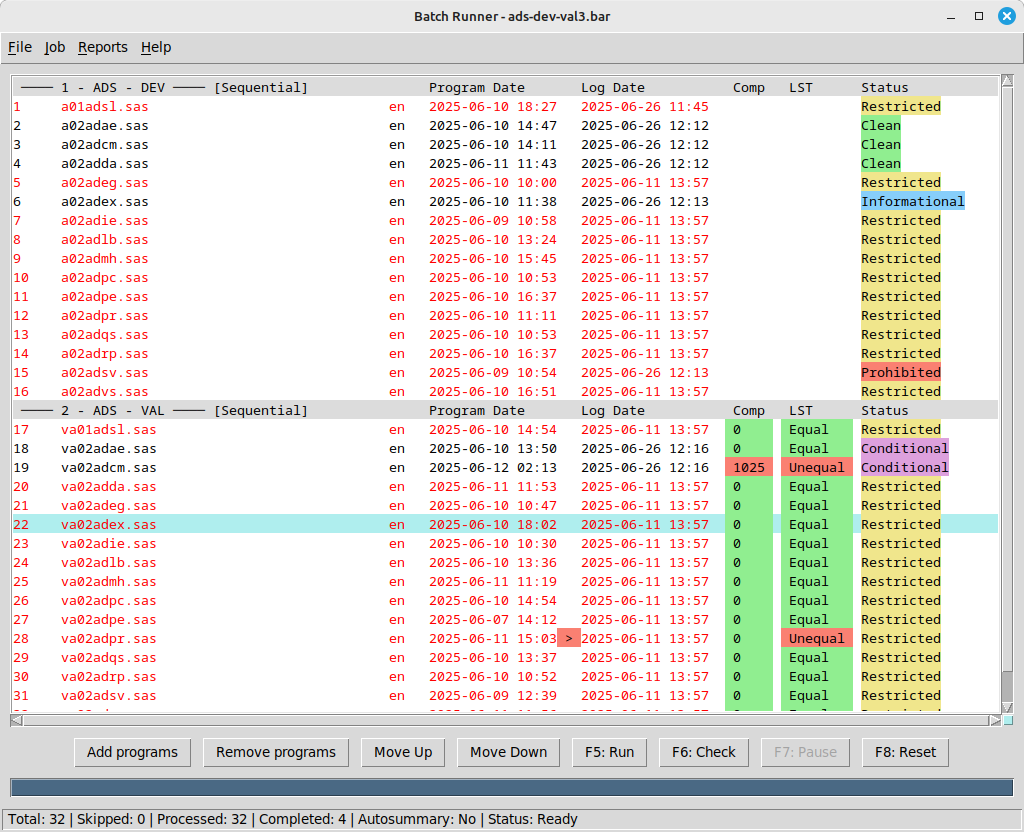 Batch Runner - ads-dev-val3.bar
File Job Reports Help
──── 1 - ADS - DEV ──── [Sequential] Program Date Log Date Comp LST Status
1 a01adsl.sas en 2025-06-10 18:27 2025-06-26 11:45 Restricted
2 a02adae.sas en 2025-06-10 14:47 2025-06-26 12:12 Clean
3 a02adcm.sas en 2025-06-10 14:11 2025-06-26 12:12 Clean
4 a02adda.sas en 2025-06-11 11:43 2025-06-26 12:12 Clean
5 a02adeg.sas en 2025-06-10 10:00 2025-06-11 13:57 Restricted
6 a02adex.sas en 2025-06-10 11:38 2025-06-26 12:13 Informational
7 a02adie.sas en 2025-06-09 10:58 2025-06-11 13:57 Restricted
8 a02adlb.sas en 2025-06-10 13:24 2025-06-11 13:57 Restricted
9 a02admh.sas en 2025-06-10 15:45 2025-06-11 13:57 Restricted
10 a02adpc.sas en 2025-06-10 10:53 2025-06-11 13:57 Restricted
11 a02adpe.sas en 2025-06-10 16:37 2025-06-11 13:57 Restricted
12 a02adpr.sas en 2025-06-10 11:11 2025-06-11 13:57 Restricted
13 a02adqs.sas en 2025-06-10 10:53 2025-06-11 13:57 Restricted
14 a02adrp.sas en 2025-06-10 16:37 2025-06-11 13:57 Restricted
15 a02adsv.sas en 2025-06-09 10:54 2025-06-26 12:13 Prohibited
16 a02advs.sas en 2025-06-10 16:51 2025-06-11 13:57 Restricted
──── 2 - ADS - VAL ──── [Sequential] Program Date Log Date Comp LST Status
17 va01adsl.sas en 2025-06-10 14:54 2025-06-11 13:57 0 Equal Restricted
18 va02adae.sas en 2025-06-10 13:50 2025-06-26 12:16 0 Equal Conditional
19 va02adcm.sas en 2025-06-12 02:13 2025-06-26 12:16 1025 Unequal Conditional
20 va02adda.sas en 2025-06-11 11:53 2025-06-11 13:57 0 Equal Restricted
21 va02adeg.sas en 2025-06-10 10:47 2025-06-11 13:57 0 Equal Restricted
22 va02adex.sas en 2025-06-10 18:02 2025-06-11 13:57 0 Equal Restricted
23 va02adie.sas en 2025-06-10 10:30 2025-06-11 13:57 0 Equal Restricted
24 va02adlb.sas en 2025-06-10 13:36 2025-06-11 13:57 0 Equal Restricted
25 va02admh.sas en 2025-06-11 11:19 2025-06-11 13:57 0 Equal Restricted
26 va02adpc.sas en 2025-06-10 14:54 2025-06-11 13:57 0 Equal Restricted
27 va02adpe.sas en 2025-06-07 14:12 2025-06-11 13:57 0 Equal Restricted
28 va02adpr.sas en 2025-06-11 15:03 > 2025-06-11 13:57 0 Unequal Restricted
29 va02adqs.sas en 2025-06-10 13:37 2025-06-11 13:57 0 Equal Restricted
30 va02adrp.sas en 2025-06-10 10:52 2025-06-11 13:57 0 Equal Restricted
31 va02adsv.sas en 2025-06-09 12:39 2025-06-11 13:57 0 Equal Restricted
Add programs Remove programs Move Up Move Down F5: Run F6: Check F7: Pause F8: Reset
Total: 32 | Skipped: 0 | Processed: 32 | Completed: 4 | Autosummary: No | Status: Ready